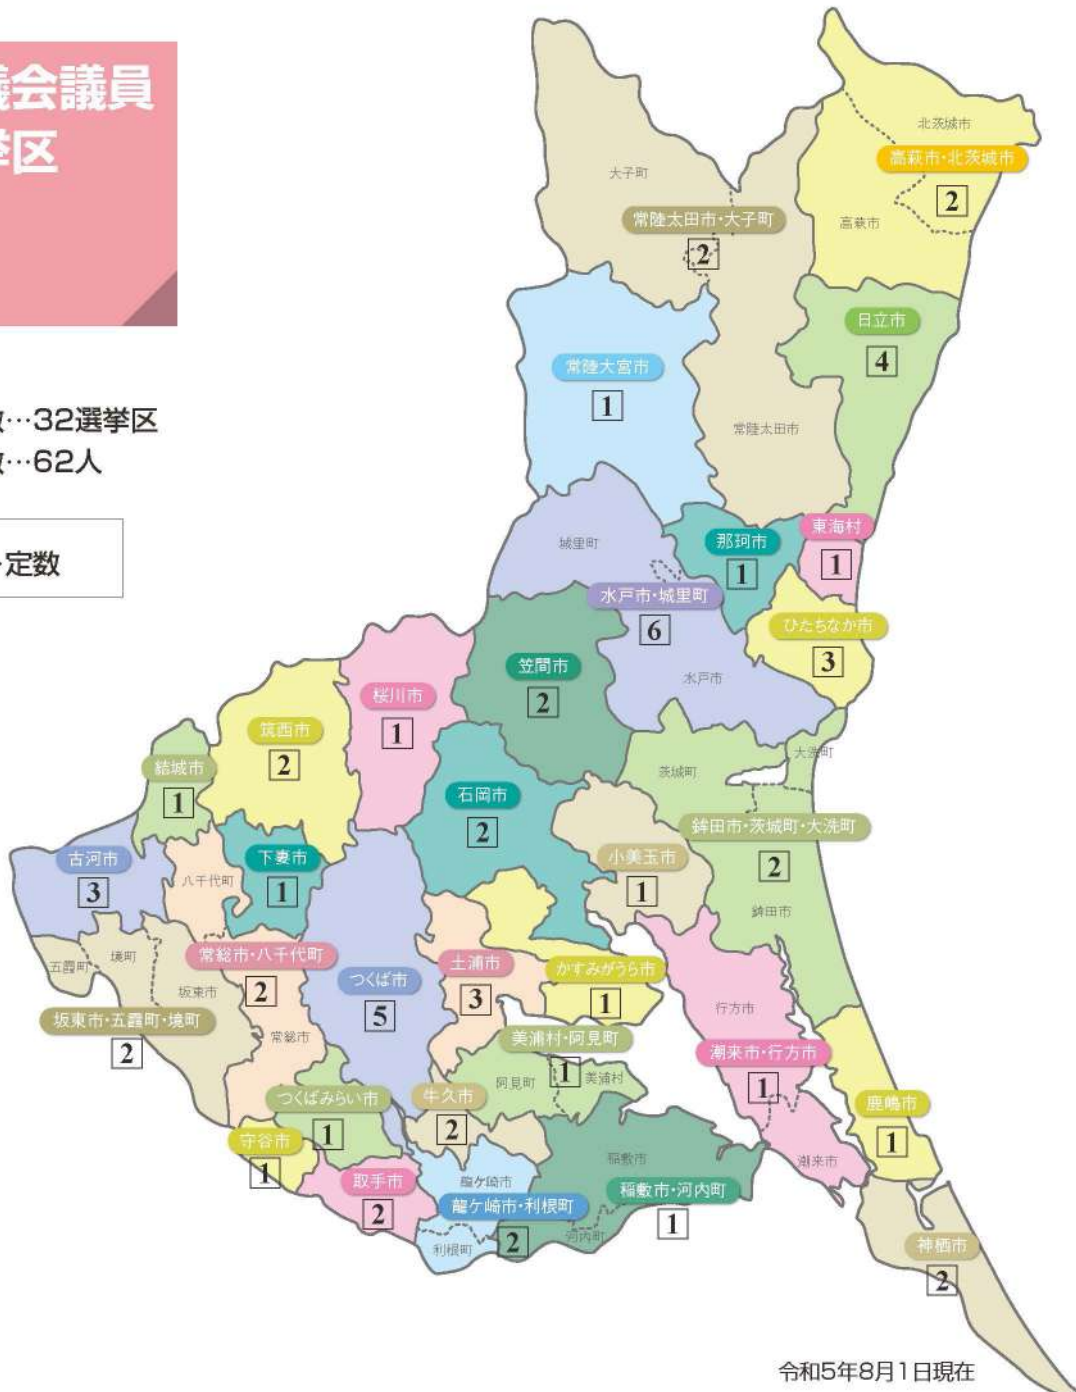 議会議員
挙区
数…32選挙区
数…62人
定数
北茨城市
高萩市・北茨城市
2
高萩市
大子町
常陸太田市・大子町
2
日立市
4
常陸大宮市
1
常陸太田市
東海村
1
那珂市
1
城里町
水戸市・城里町
6
ひたちなか市
3
水戸市
笠間市
2
桜川市
1
筑西市
2
結城市
1
大洗町
茨城町
鉾田市・茨城町・大洗町
2
鉾田市
石岡市
2
小美玉市
1
古河市
3
八千代町
下妻市
1
五霞町
境町
坂東市
坂東市・五霞町・境町
2
常総市・八千代町
2
常総市
つくば市
5
土浦市
3
かすみがうら市
1
行方市
潮来市・行方市
1
潮来市
美浦村・阿見町
1
阿見町
美浦村
鹿嶋市
1
つくばみらい市
1
牛久市
2
守谷市
1
取手市
2
龍ケ崎市
龍ケ崎市・利根町
2
利根町
稲敷市
稲敷市・河内町
1
河内町
神栖市
2
令和5年8月1日現在